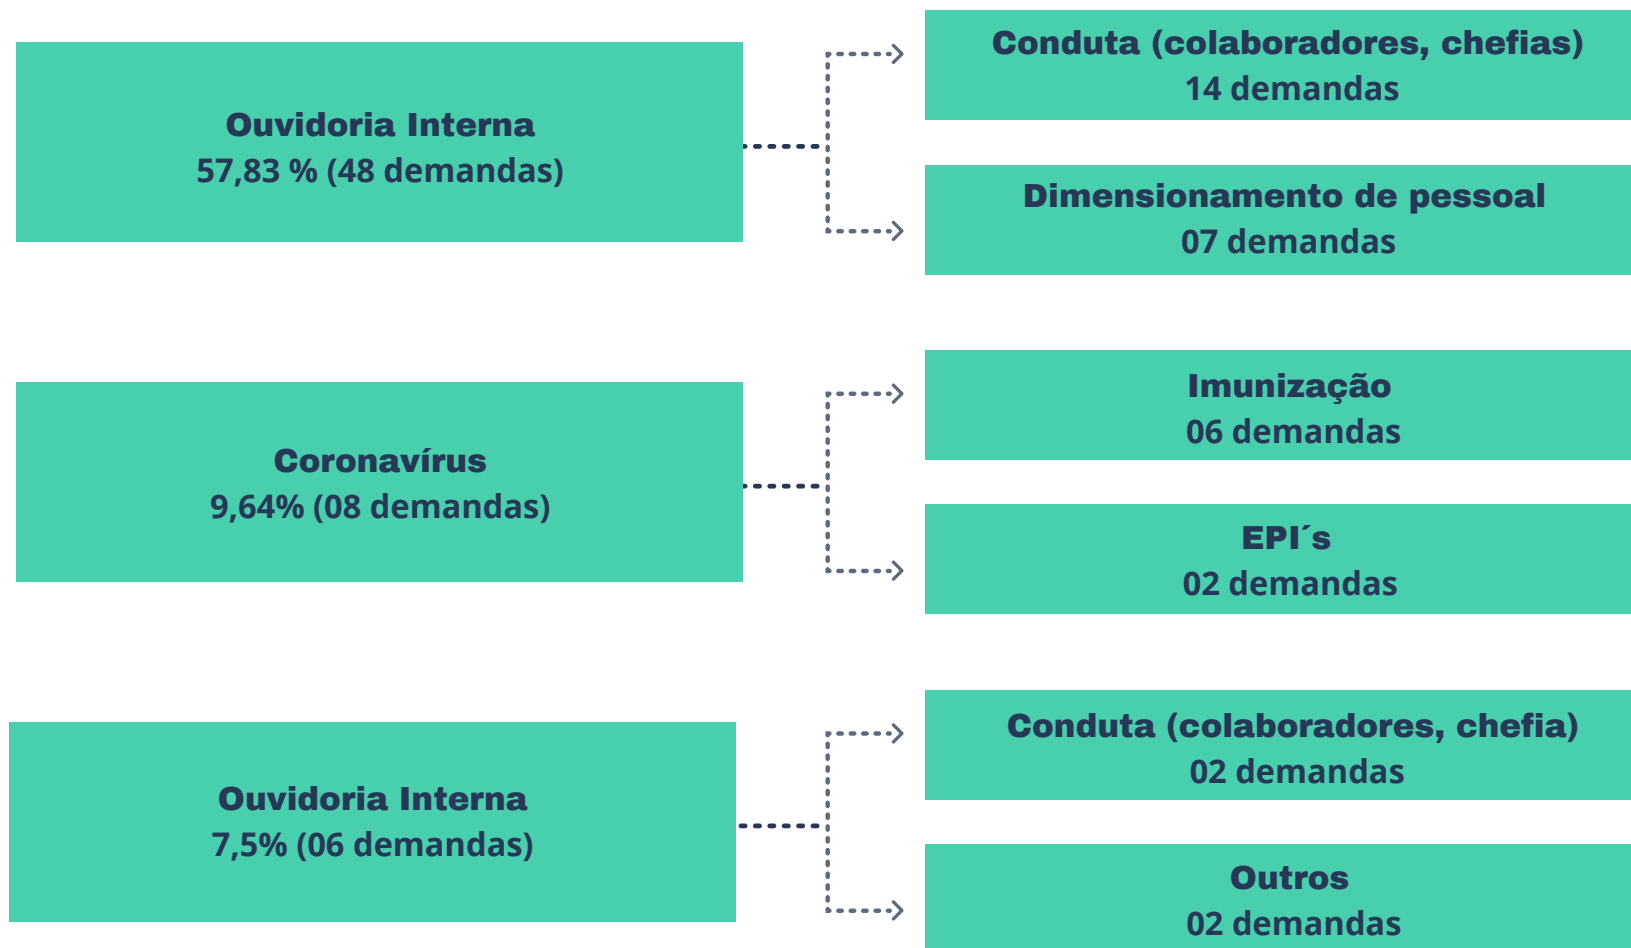 Ouvidoria Interna
57,83 % (48 demandas)
Conduta (colaboradores, chefias)
14 demandas
Dimensionamento de pessoal
07 demandas
Coronavírus
9,64% (08 demandas)
Imunização
06 demandas
EPI´s
02 demandas
Ouvidoria Interna
7,5% (06 demandas)
Conduta (colaboradores, chefia)
02 demandas
Outros
02 demandas